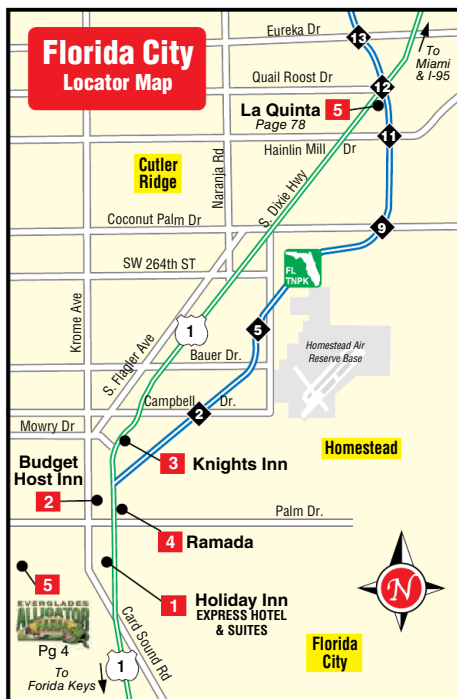 Florida City
Locator Map
Eureka Dr
13
To
Miami
& I-95
Quail Roost Dr
12
La Quinta 5
Page 78
11
Hainlin Mill Dr
Cutler
Ridge
Naranja Rd
S. Dixie Hwy
Coconut Palm Dr
9
SW 264th ST
FL
TNPK
Krome Ave
S. Flagler Ave
1
5
Homestead Air
Reserve Base
Bauer Dr.
Campbell Dr.
2
Mowry Dr
3 Knights Inn
Homestead
Budget
Host Inn
2
Palm Dr.
4 Ramada
5
EVERGLADES
ALLIGATOR
PARK
Pg 4
1 Holiday Inn
EXPRESS HOTEL
& SUITES
N
Card Sound Rd
Florida
City
1
To
Forida Keys